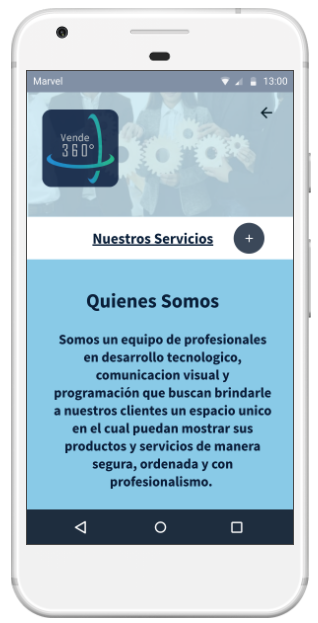 Marvel
13:00
Vende
360°
Nuestros Servicios
+
Quienes Somos
Somos un equipo de profesionales
en desarrollo tecnologico,
comunicacion visual y
programación que buscan brindarle
a nuestros clientes un espacio unico
en el cual puedan mostrar sus
productos y servicios de manera
segura, ordenada y con
profesionalismo.